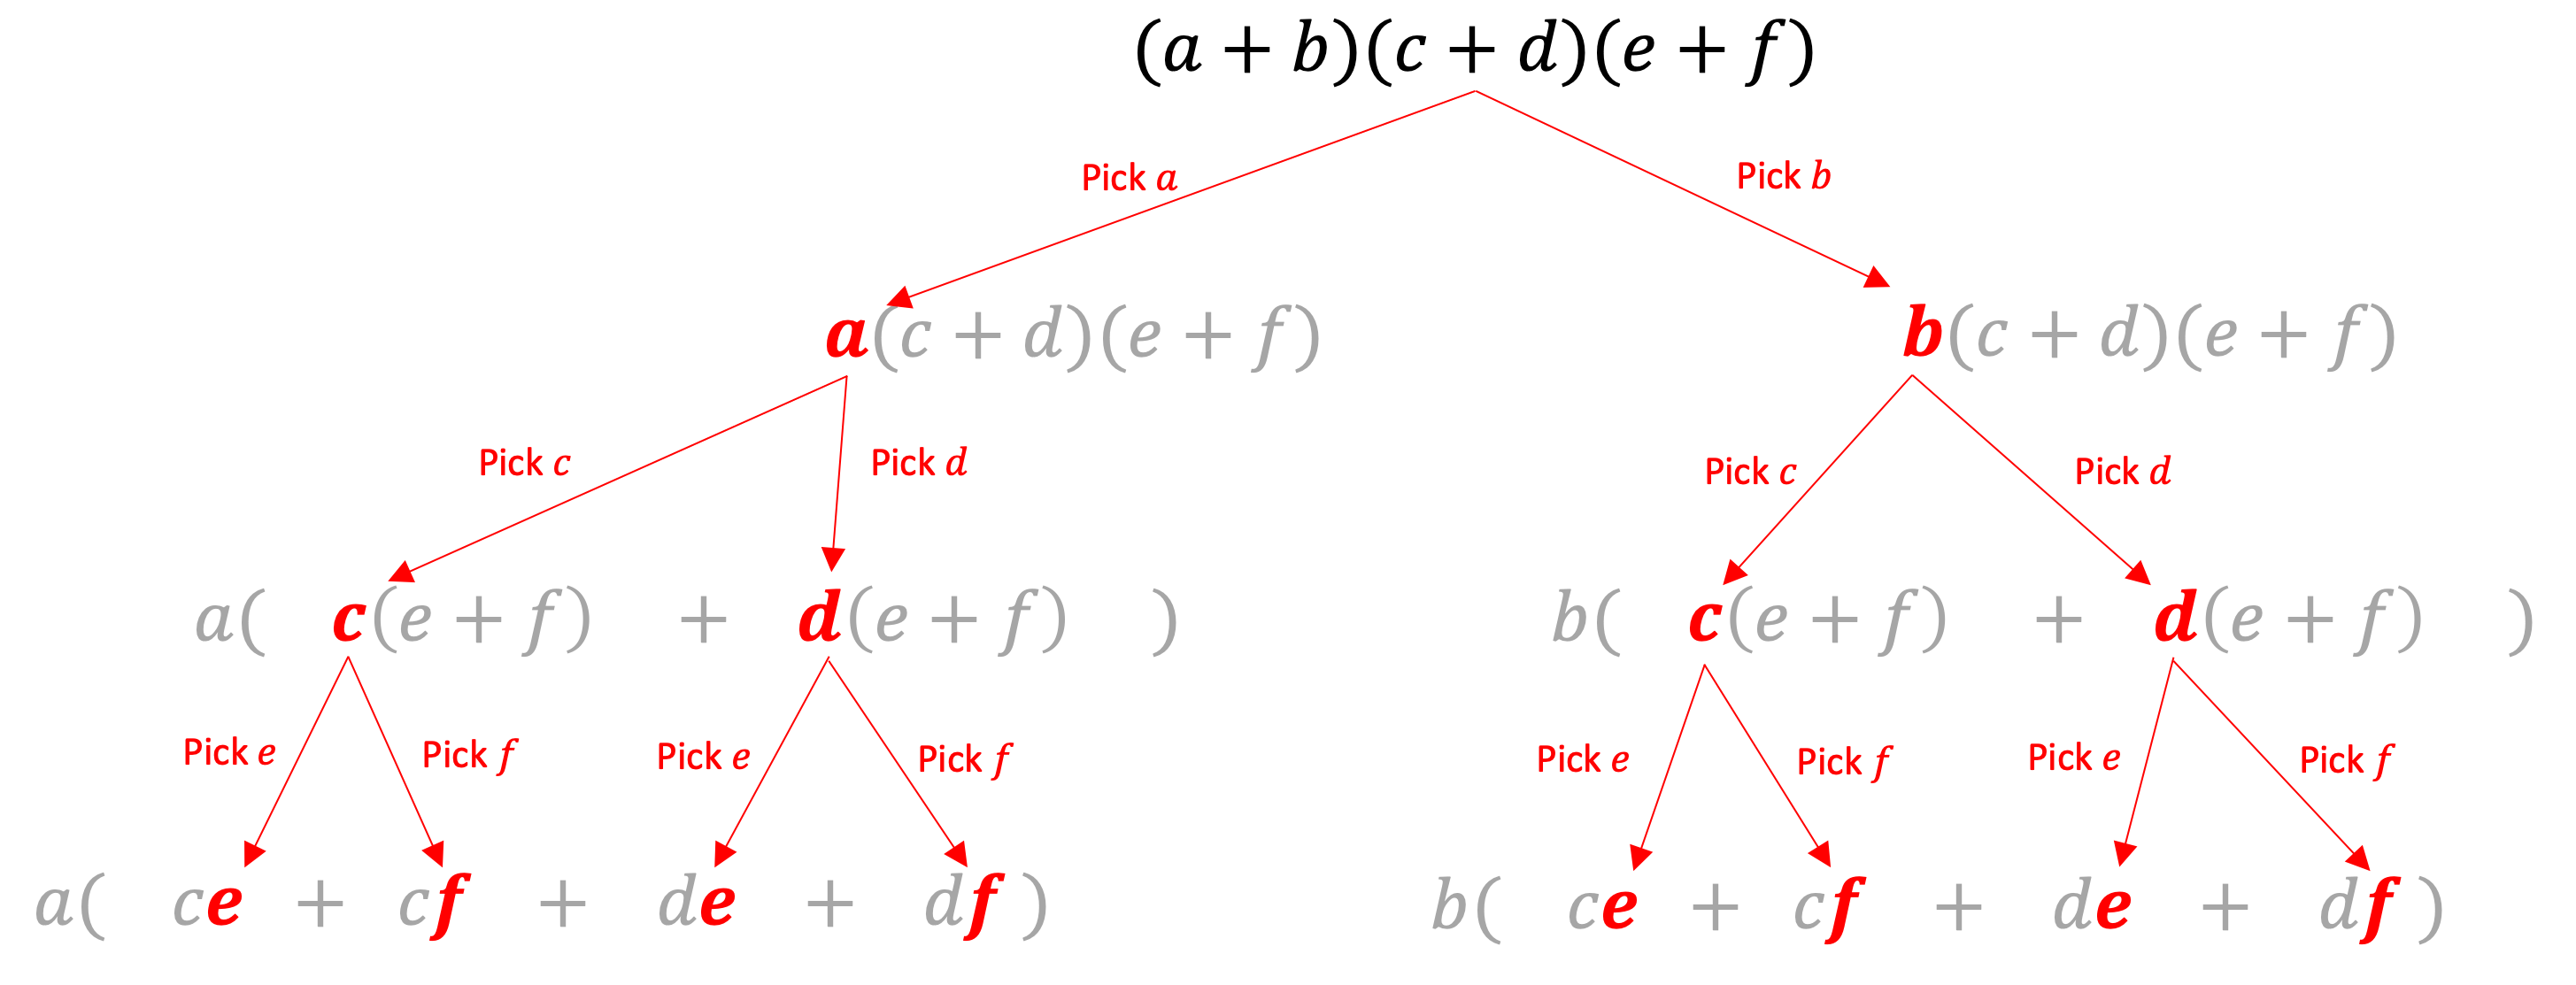 (a + b)(c + d)(e + f)
Pick a Pick b
a(c + d)(e + f) b(c + d)(e + f)
Pick c Pick d Pick c Pick d
a( c(e + f) + d(e + f) ) b( c(e + f) + d(e + f) )
Pick e Pick f Pick e Pick f Pick e Pick f Pick e Pick f
a( ce + cf + de + df ) b( ce + cf + de + df )